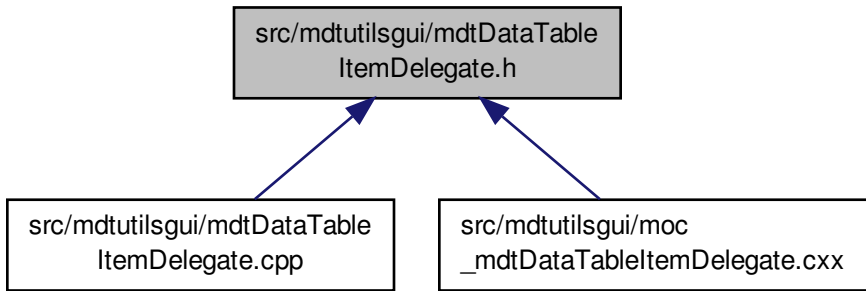 src/mdtutilsgui/mdtDataTable
ItemDelegate.h
src/mdtutilsgui/mdtDataTable
ItemDelegate.cpp
src/mdtutilsgui/moc
_mdtDataTableItemDelegate.cxx